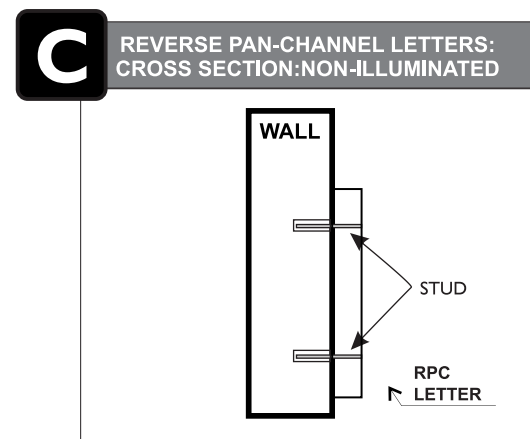 C
REVERSE PAN-CHANNEL LETTERS:
CROSS SECTION:NON-ILLUMINATED
WALL
STUD
RPC
LETTER